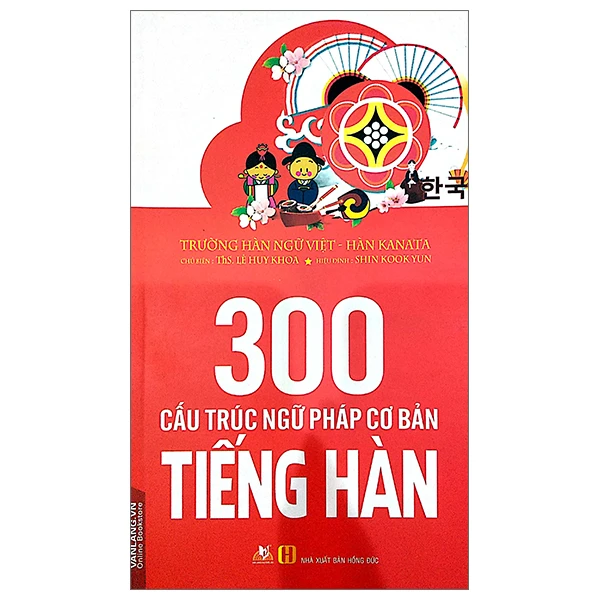 한국
TRƯỜNG HÀN NGỮ VIỆT - HÀN KANATA
CHỦ BIÊN : ThS. LÊ HUY KHOA ★ HIỆU ĐÍNH : SHIN KOOK YUN
300
CẤU TRÚC NGỮ PHÁP CƠ BẢN
TIẾNG HÀN
VANLANG.VN
Online Bookstore
NHÀ XUẤT BẢN HỒNG ĐỨC